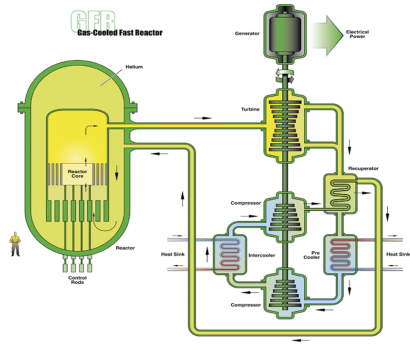 GFR
Gas-Cooled Fast Reactor
Generator
Electrical
Power
Helium
Turbine
Reactor
Core
Recuperator
Compressor
Heat Sink
Intercooler
Pre
Cooler
Heat Sink
Reactor
Control
Rods
Compressor